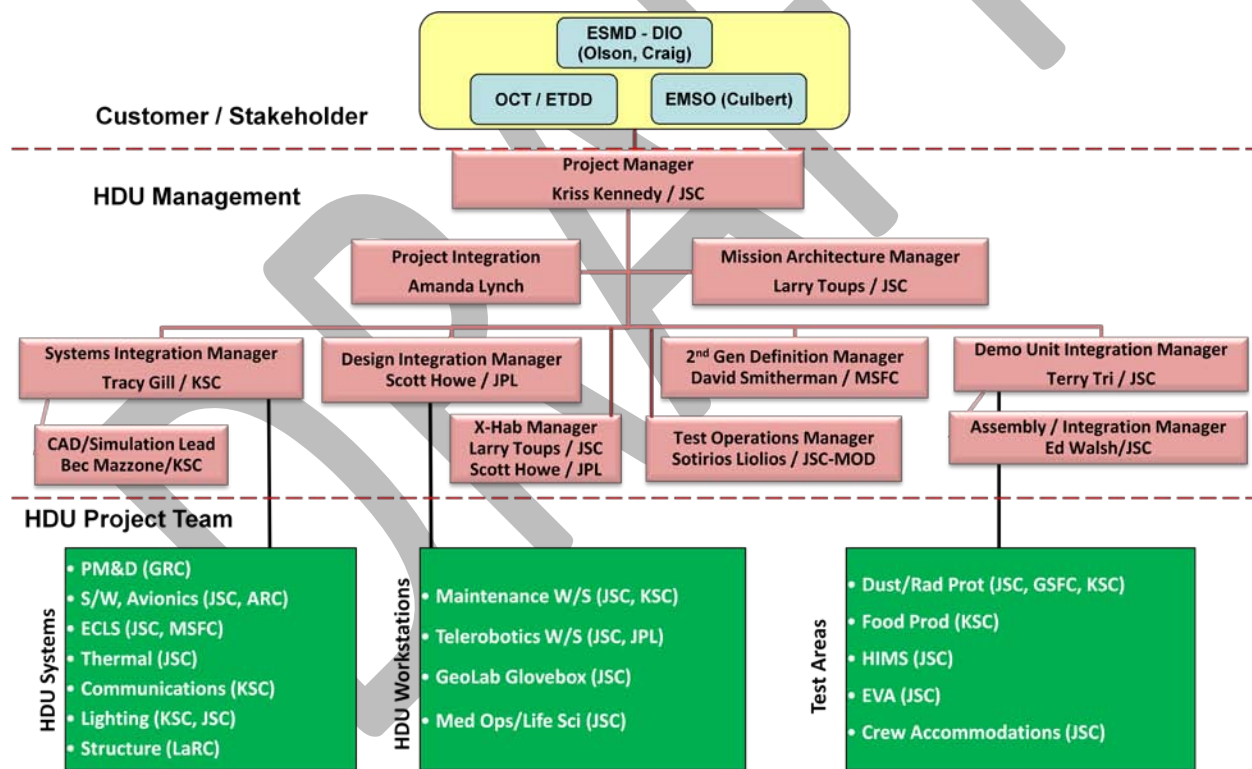 ESMD - DIO
(Olson, Craig)
OCT / ETDD
EMSO (Culbert)
Customer / Stakeholder
Project Manager
Kriss Kennedy / JSC
HDU Management
Project Integration
Amanda Lynch
Mission Architecture Manager
Larry Toups / JSC
Systems Integration Manager
Tracy Gill / KSC
Design Integration Manager
Scott Howe / JPL
2nd Gen Definition Manager
David Smitherman / MSFC
Demo Unit Integration Manager
Terry Tri / JSC
CAD/Simulation Lead
Bec Mazzone/KSC
X-Hab Manager
Larry Toups / JSC
Scott Howe / JPL
Test Operations Manager
Sotirios Liolios / JSC-MOD
Assembly / Integration Manager
Ed Walsh/JSC
HDU Project Team
HDU Systems
• PM&D (GRC)
• S/W, Avionics (JSC, ARC)
• ECLS (JSC, MSFC)
• Thermal (JSC)
• Communications (KSC)
• Lighting (KSC, JSC)
• Structure (LaRC)
HDU Workstations
• Maintenance W/S (JSC, KSC)
• Telerobotics W/S (JSC, JPL)
• GeoLab Glovebox (JSC)
• Med Ops/Life Sci (JSC)
Test Areas
• Dust/Rad Prot (JSC, GSFC, KSC)
• Food Prod (KSC)
• HIMS (JSC)
• EVA (JSC)
• Crew Accommodations (JSC)
DRAFT